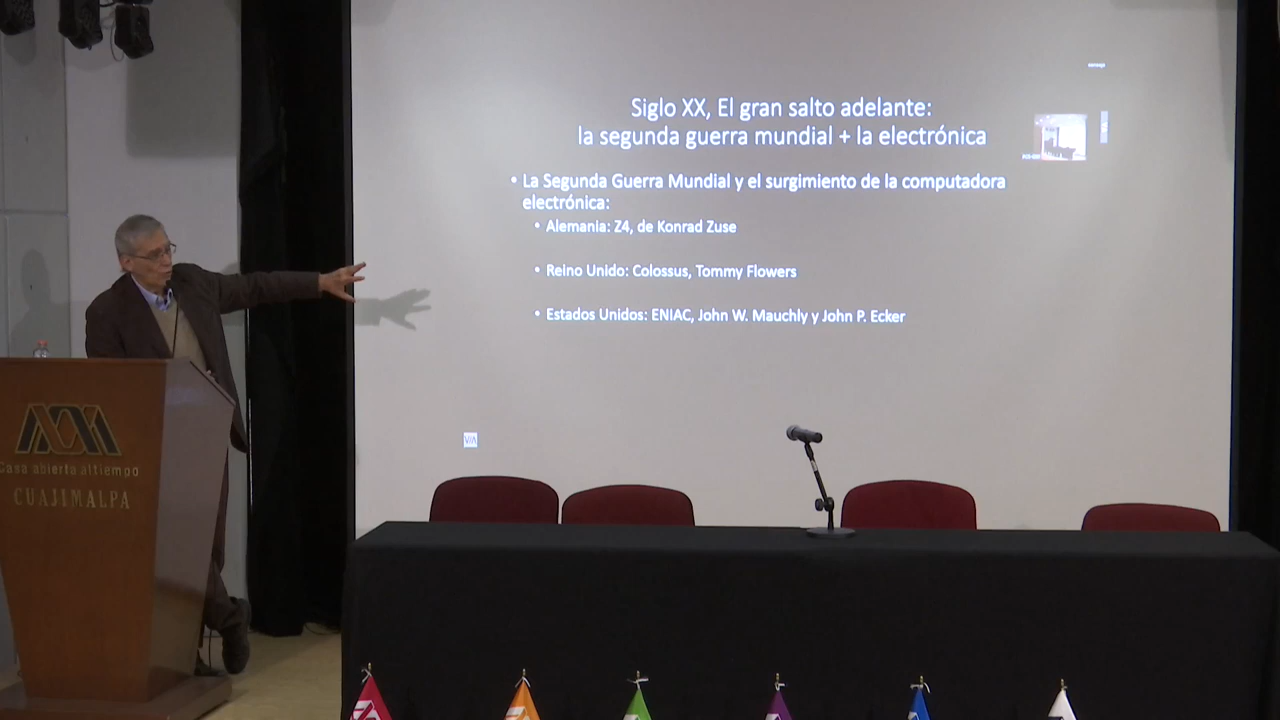 Siglo XX, El gran salto adelante:
la segunda guerra mundial + la electrónica
• La Segunda Guerra Mundial y el surgimiento de la computadora
electrónica:
• Alemania: Z4, de Konrad Zuse
• Reino Unido: Colossus, Tommy Flowers
• Estados Unidos: ENIAC, John W. Mauchly y John P. Ecker
Casa abierta al tiempo
CUAJIMALPA